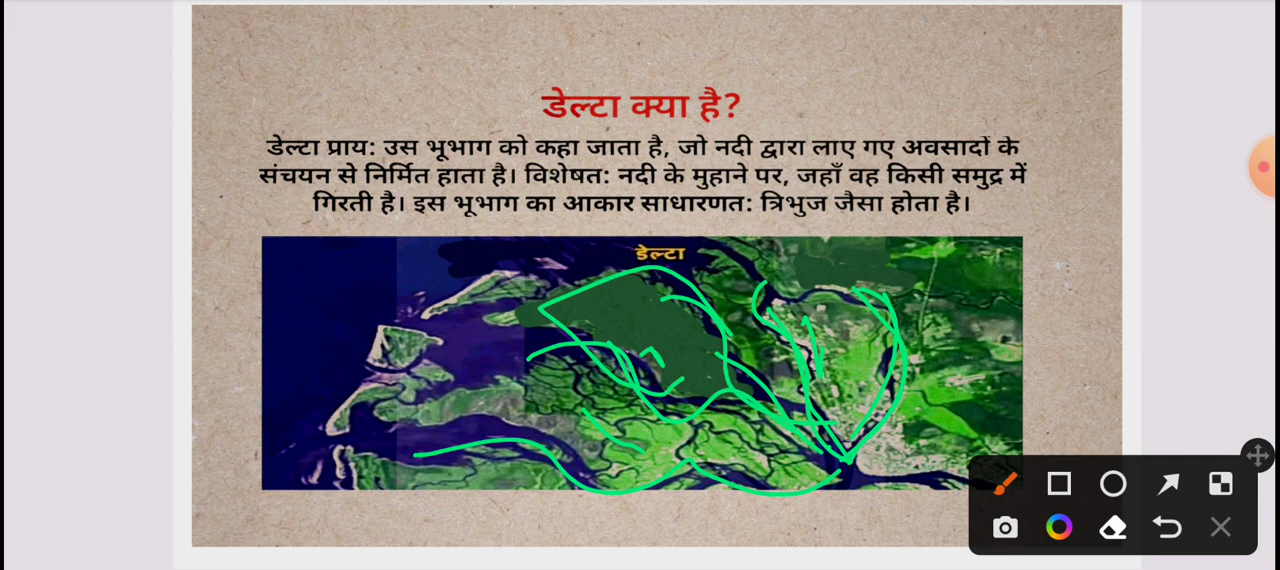 डेल्टा क्या है?
डेल्टा प्राय: उस भूभाग को कहा जाता है, जो नदी द्वारा लाए गए अवसादों के
संचयन से निर्मित हाता है। विशेषत: नदी के मुहाने पर, जहाँ वह किसी समुद्र में
गिरती है। इस भूभाग का आकार साधारणत: त्रिभुज जैसा होता है।
डेल्टा